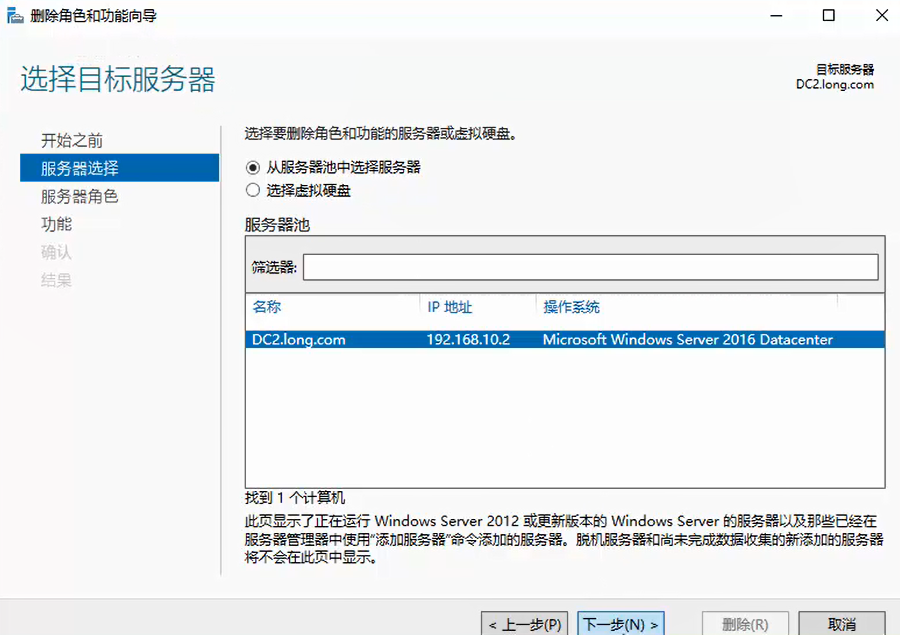 删除角色和功能向导
选择目标服务器
目标服务器
DC2.long.com
开始之前
服务器选择
服务器角色
功能
确认
结果
选择要删除角色和功能的服务器或虚拟硬盘。
从服务器池中选择服务器
选择虚拟硬盘
服务器池
筛选器:
名称 IP 地址 操作系统
DC2.long.com 192.168.10.2 Microsoft Windows Server 2016 Datacenter
找到 1 个计算机
此页显示了正在运行 Windows Server 2012 或更新版本的 Windows Server 的服务器以及那些已经在
服务器管理器中使用"添加服务器"命令添加的服务器。脱机服务器和尚未完成数据收集的新添加的服务器
将不会在此页中显示。
< 上一步(P) 下一步(N) > 删除(R) 取消